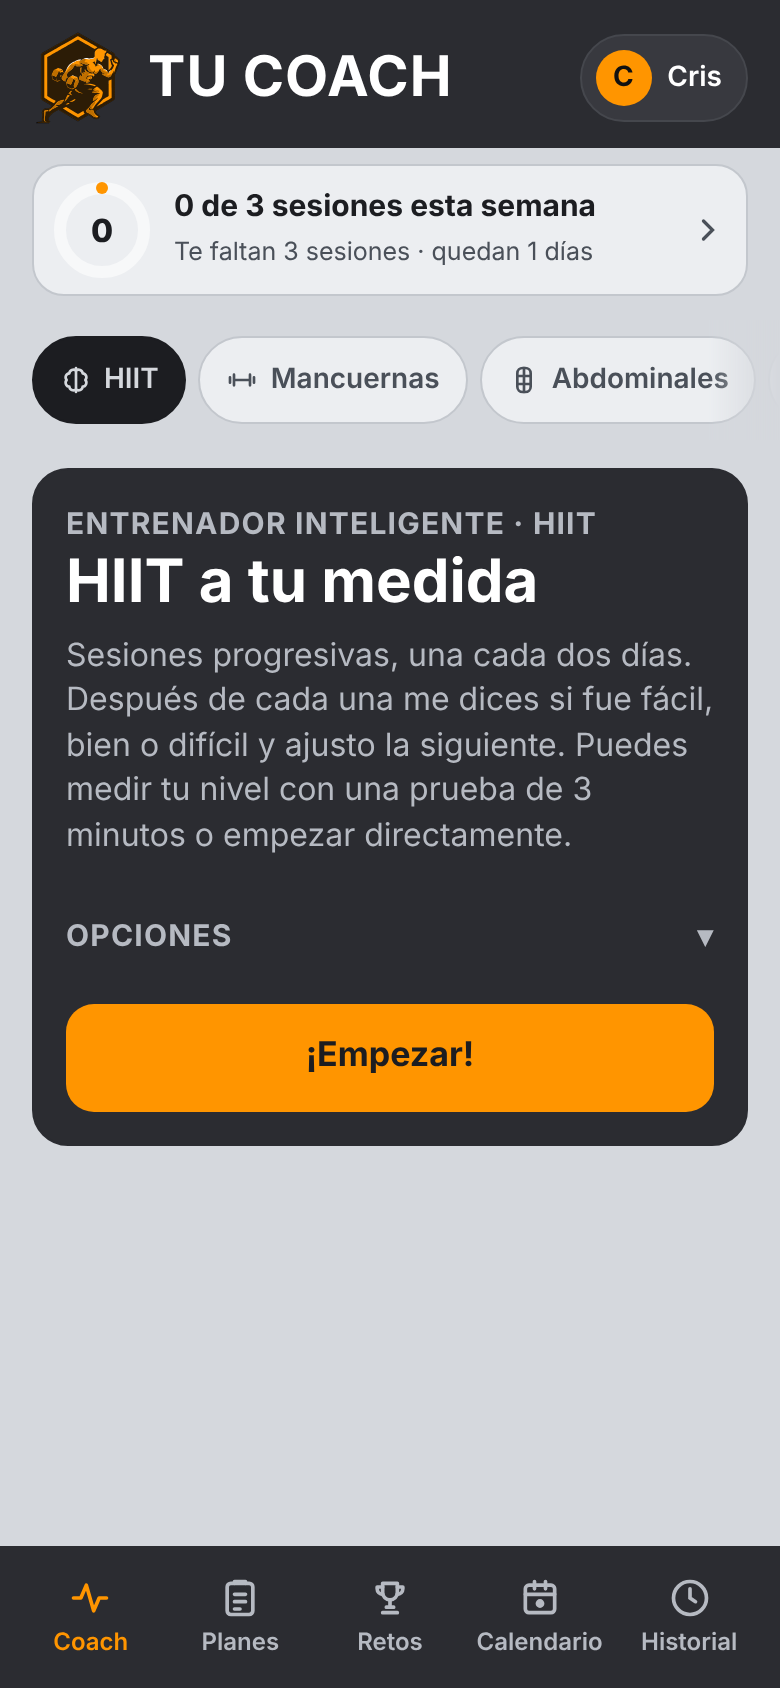 TU COACH
C Cris
0
0 de 3 sesiones esta semana
Te faltan 3 sesiones · quedan 1 días
HIIT
Mancuernas
Abdominales
ENTRENADOR INTELIGENTE · HIIT
HIIT a tu medida
Sesiones progresivas, una cada dos días.
Después de cada una me dices si fue fácil,
bien o difícil y ajusto la siguiente. Puedes
medir tu nivel con una prueba de 3
minutos o empezar directamente.
OPCIONES ▼
¡Empezar!
Coach
Planes
Retos
Calendario
Historial